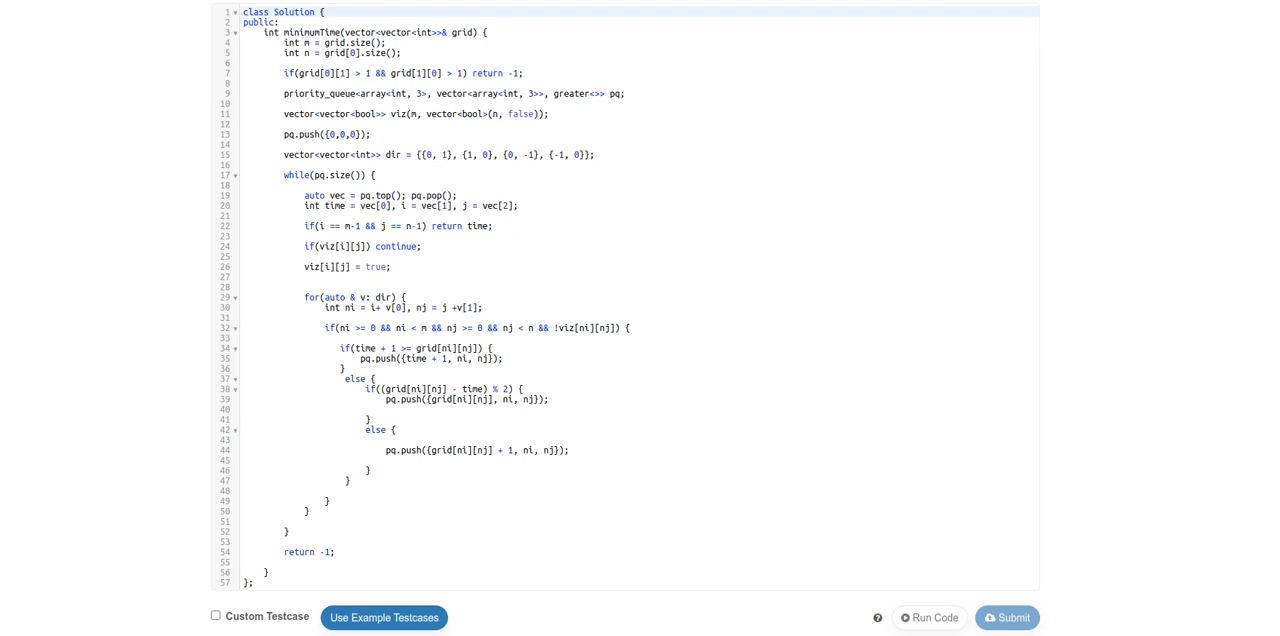 1 class Solution {
2 public:
3     int minimumTime(vector<vector<int>>& grid) {
4         int m = grid.size();
5         int n = grid[0].size();
6
7         if(grid[0][1] > 1 && grid[1][0] > 1) return -1;
8
9         priority_queue<array<int, 3>, vector<array<int, 3>>, greater<>> pq;
10
11         vector<vector<bool>> viz(m, vector<bool>(n, false));
12
13         pq.push({0,0,0});
14
15         vector<vector<int>> dir = {{0, 1}, {1, 0}, {0, -1}, {-1, 0}};
16
17         while(pq.size()) {
18
19             auto vec = pq.top(); pq.pop();
20             int time = vec[0], i = vec[1], j = vec[2];
21
22             if(i == m-1 && j == n-1) return time;
23
24             if(viz[i][j]) continue;
25
26             viz[i][j] = true;
27
28
29             for(auto & v: dir) {
30                 int ni = i+ v[0], nj = j +v[1];
31
32                 if(ni >= 0 && ni < m && nj >= 0 && nj < n && !viz[ni][nj]) {
33
34                    if(time + 1 >= grid[ni][nj]) {
35                        pq.push({time + 1, ni, nj});
36                    }
37                     else {
38                         if((grid[ni][nj] - time) % 2) {
39                             pq.push({grid[ni][nj], ni, nj});
40
41                         }
42                         else {
43
44                             pq.push({grid[ni][nj] + 1, ni, nj});
45
46                         }
47                     }
48
49                 }
50             }
51
52         }
53
54         return -1;
55
56     }
57 };
Custom Testcase Use Example Testcases Run Code Submit